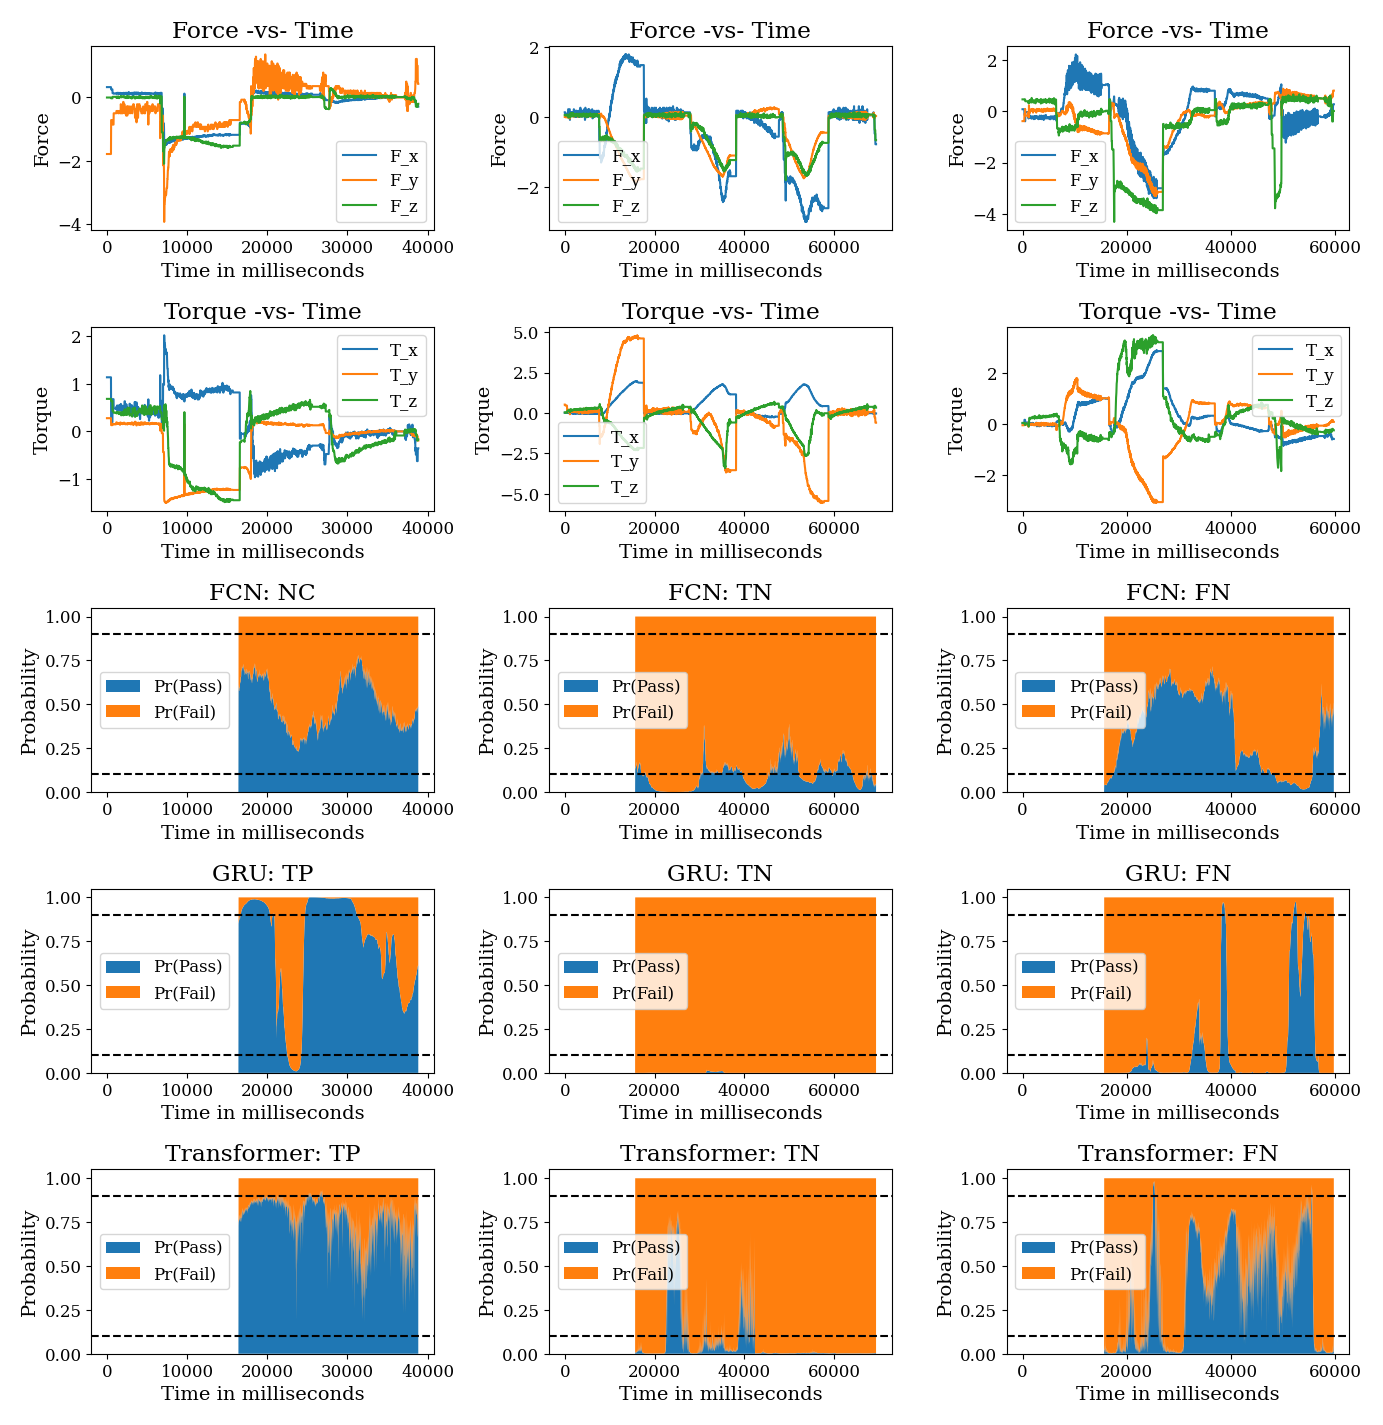 Force -vs- Time
Force -vs- Time
Force -vs- Time
0
−2
−4
Force
F_x
F_y
F_z
0 10000 20000 30000 40000
Time in milliseconds
2
0
−2
Force
F_x
F_y
F_z
0 20000 40000 60000
Time in milliseconds
2
0
−2
−4
Force
F_x
F_y
F_z
0 20000 40000 60000
Time in milliseconds
Torque -vs- Time
Torque -vs- Time
Torque -vs- Time
2
1
0
−1
Torque
T_x
T_y
T_z
0 10000 20000 30000 40000
Time in milliseconds
5.0
2.5
0.0
−2.5
−5.0
Torque
T_x
T_y
T_z
0 20000 40000 60000
Time in milliseconds
2
0
−2
Torque
T_x
T_y
T_z
0 20000 40000 60000
Time in milliseconds
FCN: NC
FCN: TN
FCN: FN
1.00
0.75
0.50
0.25
0.00
Probability
Pr(Pass)
Pr(Fail)
0 10000 20000 30000 40000
Time in milliseconds
1.00
0.75
0.50
0.25
0.00
Probability
Pr(Pass)
Pr(Fail)
0 20000 40000 60000
Time in milliseconds
1.00
0.75
0.50
0.25
0.00
Probability
Pr(Pass)
Pr(Fail)
0 20000 40000 60000
Time in milliseconds
GRU: TP
GRU: TN
GRU: FN
1.00
0.75
0.50
0.25
0.00
Probability
Pr(Pass)
Pr(Fail)
0 10000 20000 30000 40000
Time in milliseconds
1.00
0.75
0.50
0.25
0.00
Probability
Pr(Pass)
Pr(Fail)
0 20000 40000 60000
Time in milliseconds
1.00
0.75
0.50
0.25
0.00
Probability
Pr(Pass)
Pr(Fail)
0 20000 40000 60000
Time in milliseconds
Transformer: TP
Transformer: TN
Transformer: FN
1.00
0.75
0.50
0.25
0.00
Probability
Pr(Pass)
Pr(Fail)
0 10000 20000 30000 40000
Time in milliseconds
1.00
0.75
0.50
0.25
0.00
Probability
Pr(Pass)
Pr(Fail)
0 20000 40000 60000
Time in milliseconds
1.00
0.75
0.50
0.25
0.00
Probability
Pr(Pass)
Pr(Fail)
0 20000 40000 60000
Time in milliseconds